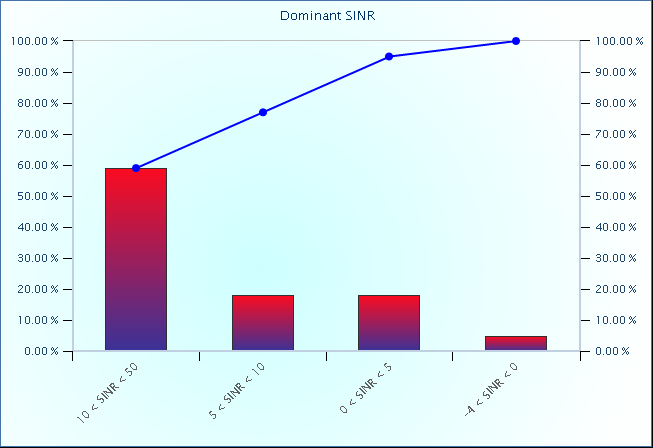 Dominant SINR
100.00 % 100.00 %
90.00 % 90.00 %
80.00 % 80.00 %
70.00 % 70.00 %
60.00 % 60.00 %
50.00 % 50.00 %
40.00 % 40.00 %
30.00 % 30.00 %
20.00 % 20.00 %
10.00 % 10.00 %
0.00 % 0.00 %
10 < SINR < 50
5 < SINR < 10
0 < SINR < 5
-4 < SINR < 0